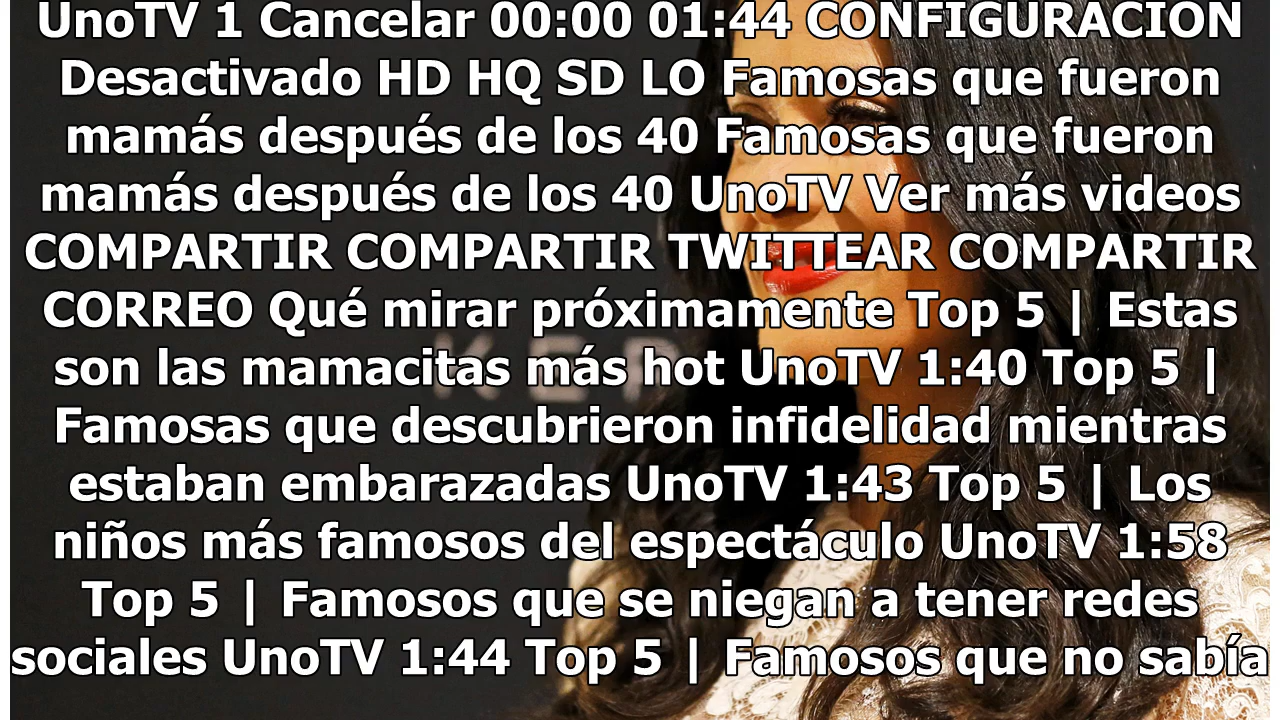 UnoTV 1 Cancelar 00:00 01:44 CONFIGURACIÓN
Desactivado HD HQ SD LO Famosas que fueron
mamás después de los 40 Famosas que fueron
mamás después de los 40 UnoTV Ver más videos
COMPARTIR COMPARTIR TWITTEAR COMPARTIR
CORREO Qué mirar próximamente Top 5 | Estas
son las mamacitas más hot UnoTV 1:40 Top 5 |
Famosas que descubrieron infidelidad mientras
estaban embarazadas UnoTV 1:43 Top 5 | Los
niños más famosos del espectáculo UnoTV 1:58
Top 5 | Famosos que se niegan a tener redes
sociales UnoTV 1:44 Top 5 | Famosos que no sabía